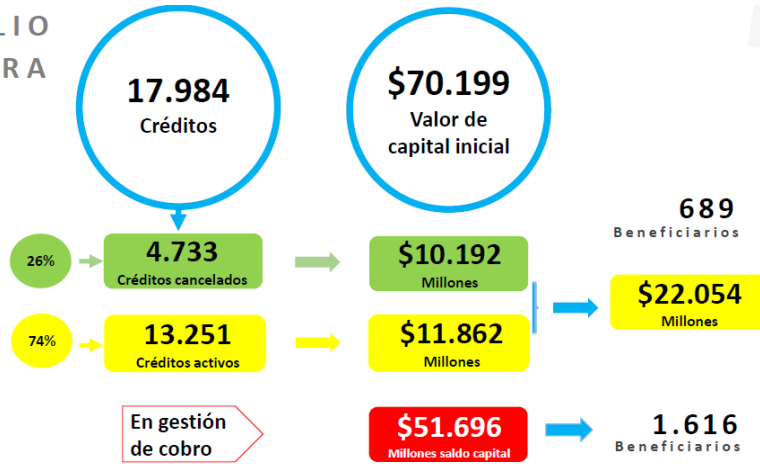 LIO
RA
17.984
Créditos
$70.199
Valor de
capital inicial
689
Beneficiarios
26%
4.733
Créditos cancelados
$10.192
Millones
$22.054
Millones
74%
13.251
Créditos activos
$11.862
Millones
En gestión
de cobro
$51.696
Millones saldo capital
1.616
Beneficiarios